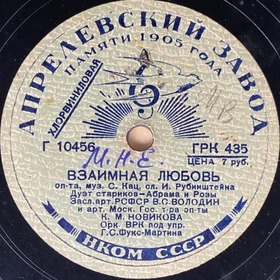 АПРЕЛЕВСКИЙ ЗАВОД
ПАМЯТИ 1905 ГОДА
ХЛОРВИНИЛОВАЯ
Г 10456
ГРК 435
ЦЕНА 7 руб.
М.Н.Е
ВЗАИМНАЯ ЛЮБОВЬ
оп-та, муз. С. Кац, сл. И. Рубинштейна
Дуэт стариков-Абрама и Розы
Засл. арт. РСФСР В. С. ВОЛОДИН
и арт. Моск. Гос. т-ра оп-ты
К. М. НОВИКОВА
Орк ВРК под упр.
Г. С. Фукс-Мартина
НКОМ СССР